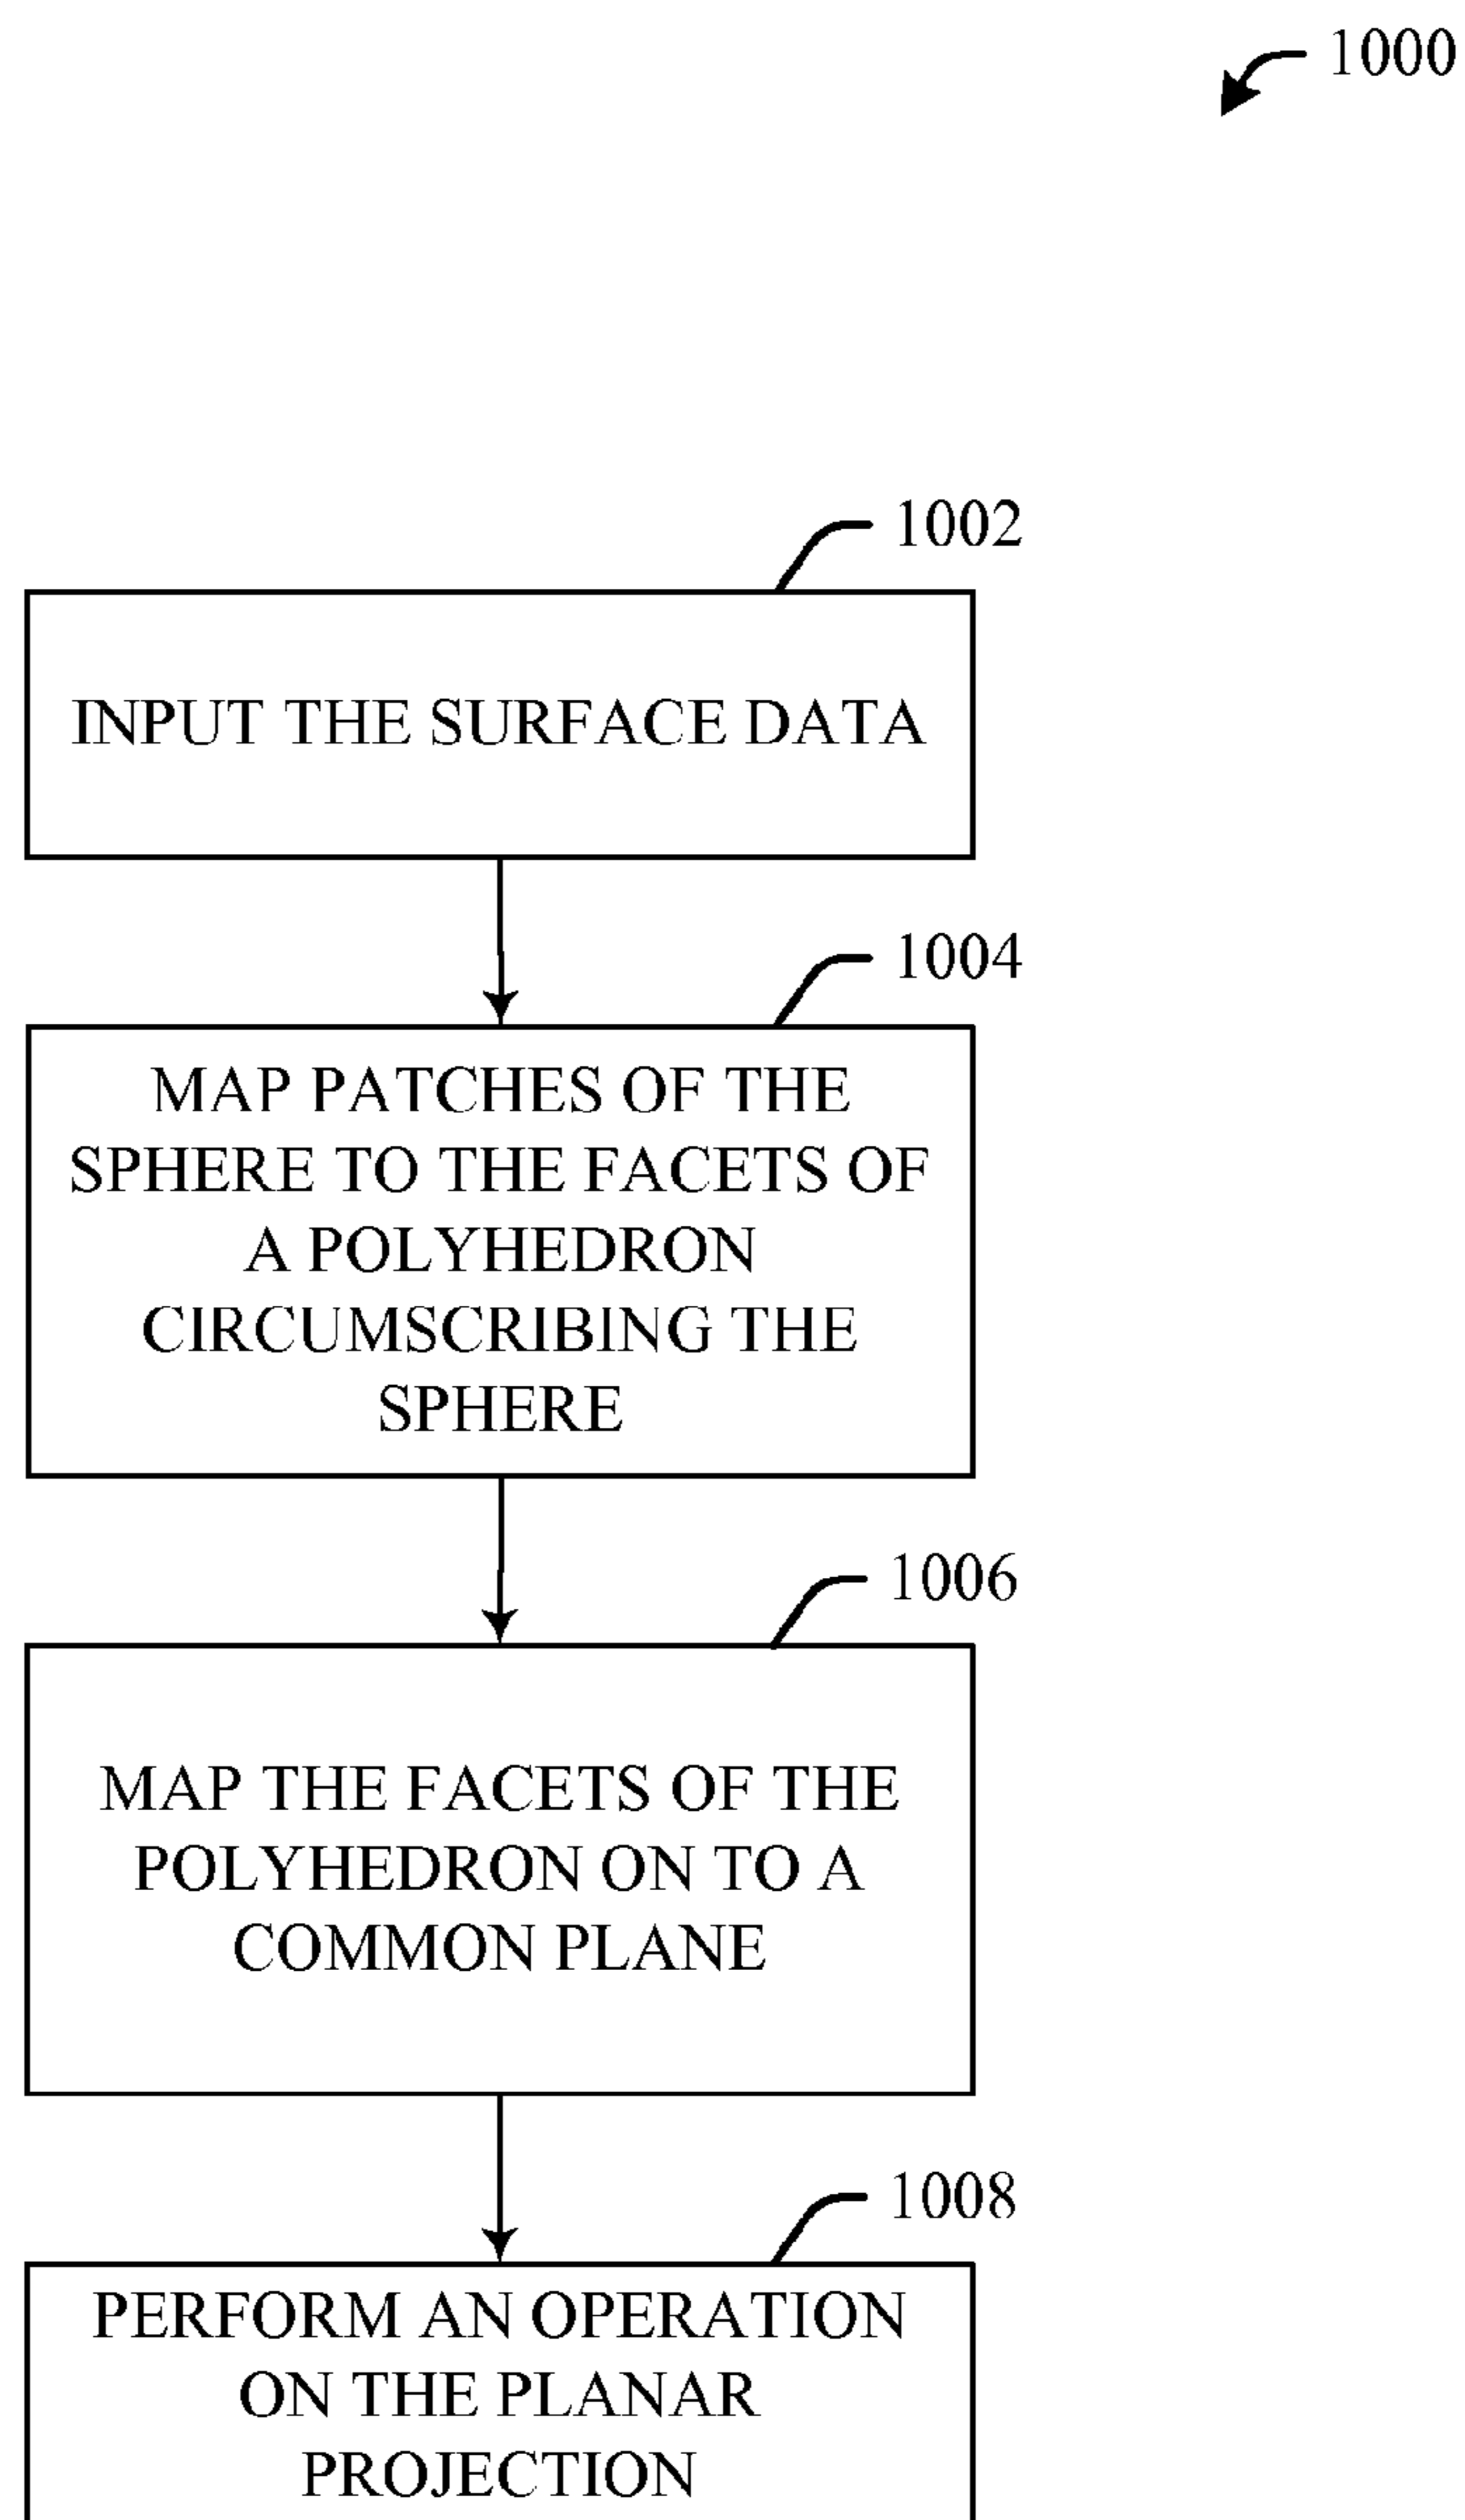 1000
1002
INPUT THE SURFACE DATA
1004
MAP PATCHES OF THE
SPHERE TO THE FACETS OF
A POLYHEDRON
CIRCUMSCRIBING THE
SPHERE
1006
MAP THE FACETS OF THE
POLYHEDRON ON TO A
COMMON PLANE
1008
PERFORM AN OPERATION
ON THE PLANAR
PROJECTION